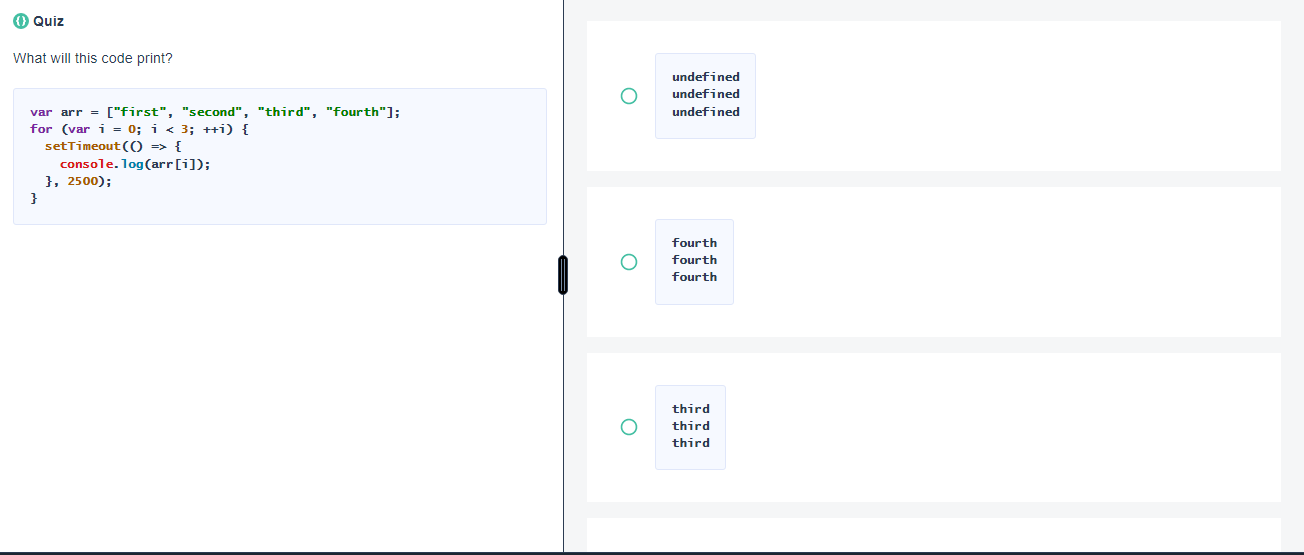 Quiz
What will this code print?
var arr = ["first", "second", "third", "fourth"];
for (var i = 0; i < 3; ++i) {
  setTimeout(() => {
    console.log(arr[i]);
  }, 2500);
}
undefined
undefined
undefined
fourth
fourth
fourth
third
third
third